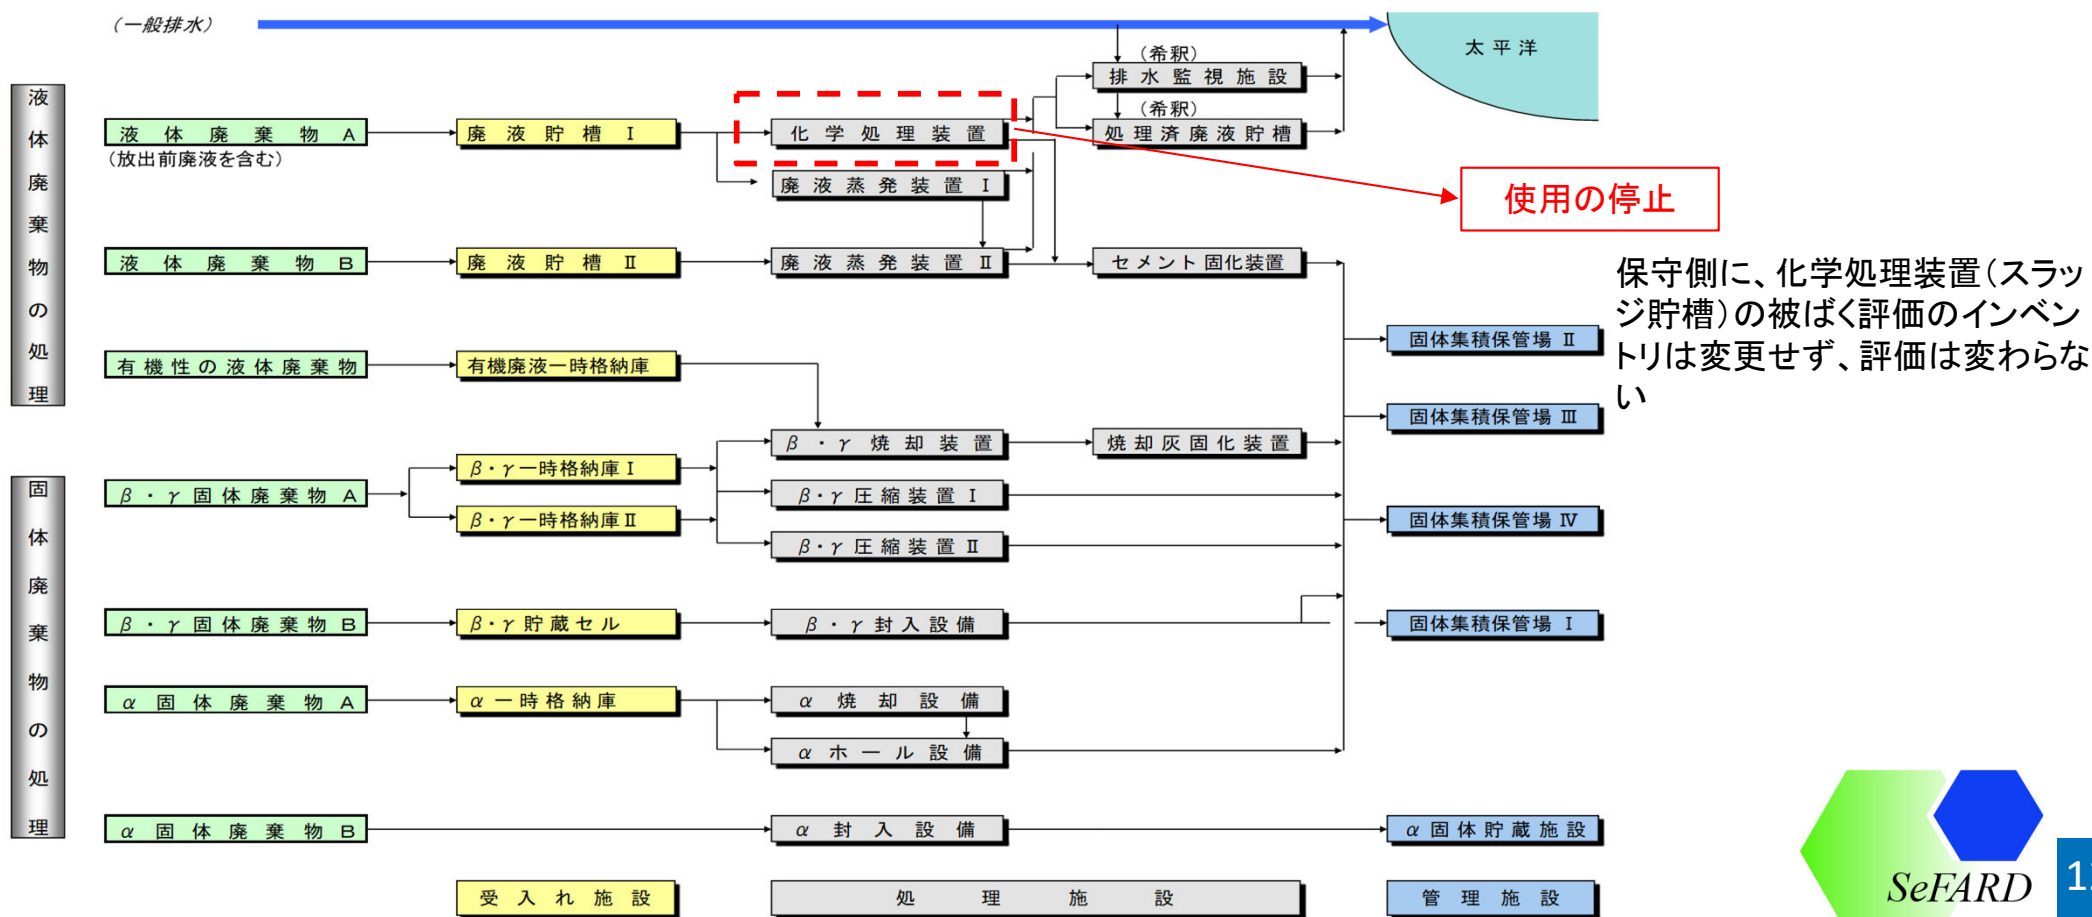 (一般排水)
太平洋
(希釈)
排水監視施設
(希釈)
処理済廃液貯槽
液体廃棄物の処理
液体廃棄物A
(放出前廃液を含む)
廃液貯槽Ⅰ
化学処理装置
廃液蒸発装置Ⅰ
使用の停止
液体廃棄物B
廃液貯槽Ⅱ
廃液蒸発装置Ⅱ
セメント固化装置
保守側に、化学処理装置(スラッ
ジ貯槽)の被ばく評価のインベン
トリは変更せず、評価は変わらな
い
固体集積保管場Ⅱ
有機性の液体廃棄物
有機廃液一時格納庫
固体集積保管場Ⅲ
β・γ焼却装置
焼却灰固化装置
固体廃棄物の処理
β・γ固体廃棄物A
β・γ一時格納庫Ⅰ
β・γ一時格納庫Ⅱ
β・γ圧縮装置Ⅰ
β・γ圧縮装置Ⅱ
固体集積保管場Ⅳ
β・γ固体廃棄物B
β・γ貯蔵セル
β・γ封入設備
固体集積保管場Ⅰ
α固体廃棄物A
α一時格納庫
α焼却設備
αホール設備
α固体廃棄物B
α封入設備
α固体貯蔵施設
受入れ施設
処理施設
管理施設
SeFARD